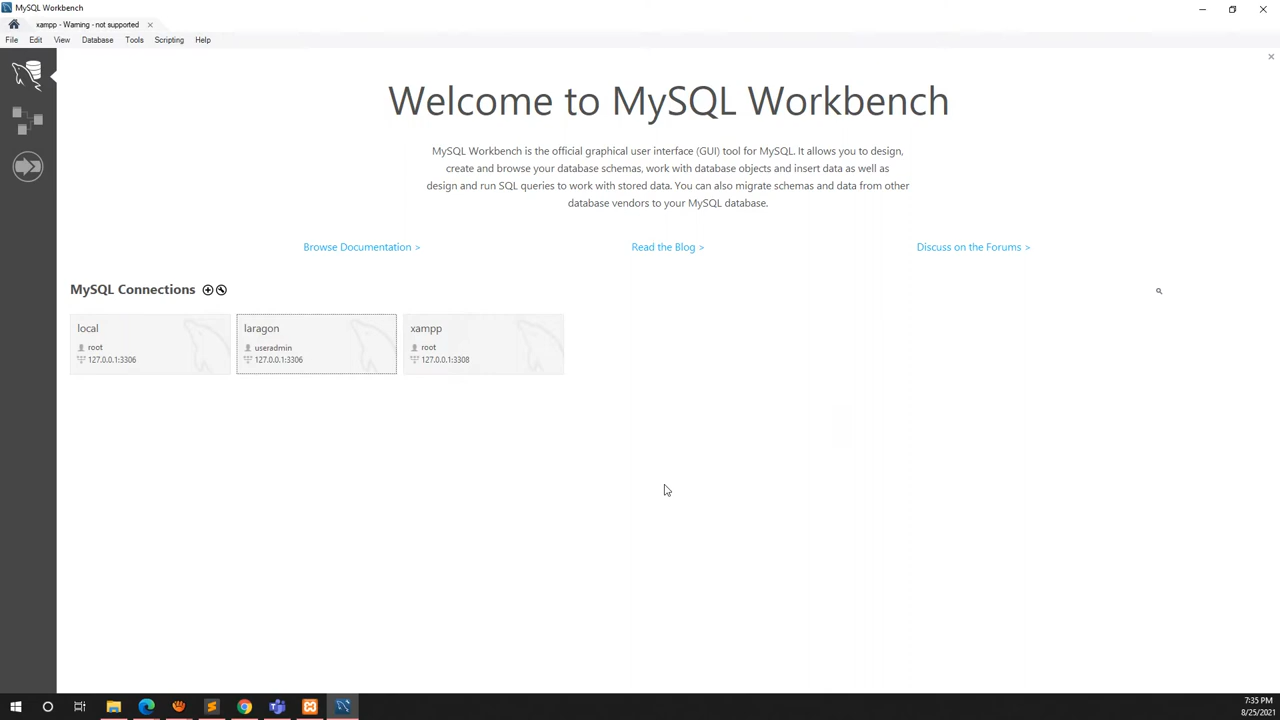 MySQL Workbench
xampp - Warning - not supported
File Edit View Database Tools Scripting Help
Welcome to MySQL Workbench
MySQL Workbench is the official graphical user interface (GUI) tool for MySQL. It allows you to design,
create and browse your database schemas, work with database objects and insert data as well as
design and run SQL queries to work with stored data. You can also migrate schemas and data from other
database vendors to your MySQL database.
Browse Documentation >
Read the Blog >
Discuss on the Forums >
MySQL Connections
local
root
127.0.0.1:3306
laragon
useradmin
127.0.0.1:3306
xampp
root
127.0.0.1:3308
7:35 PM
8/25/2021